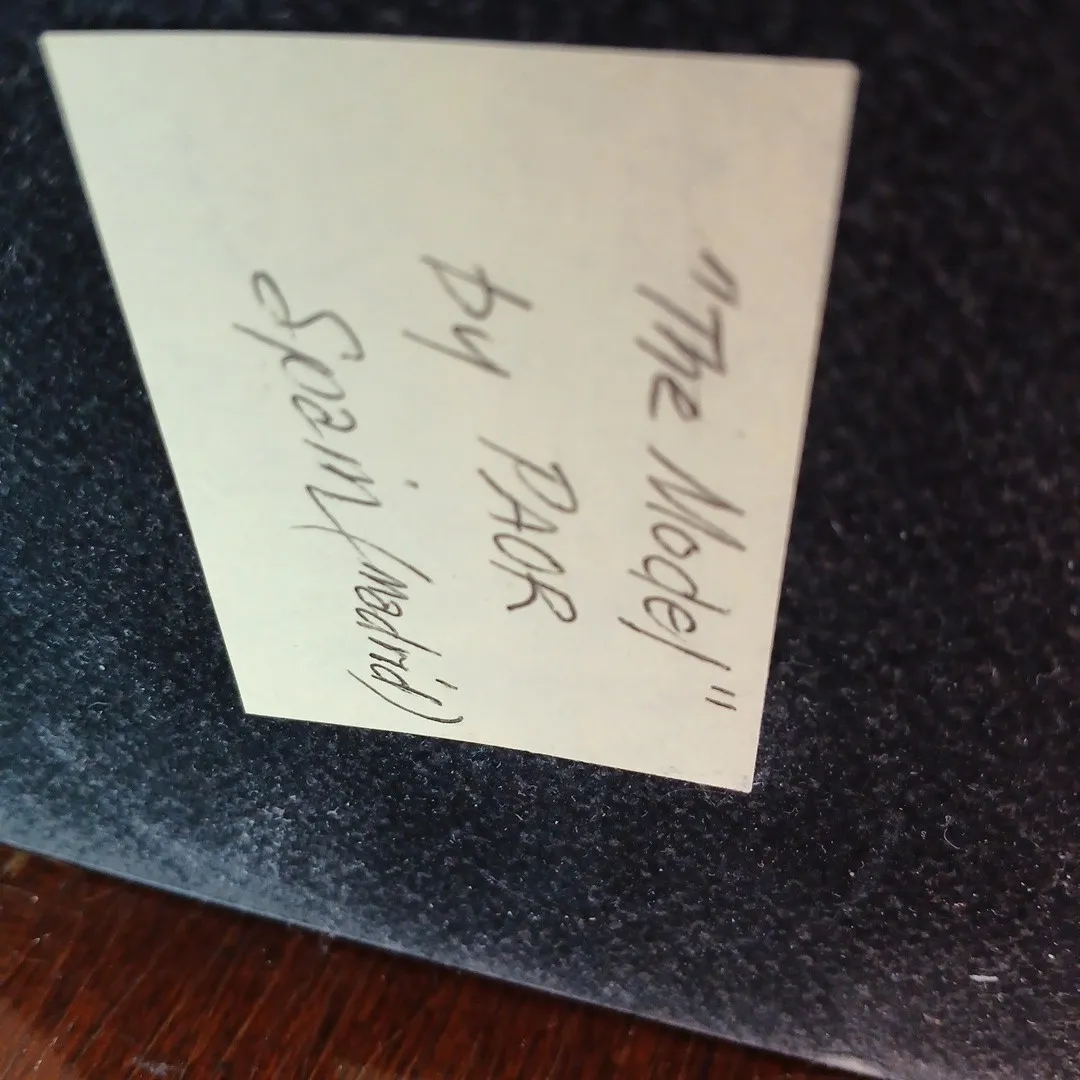 "The Model"
by PAOR
Spain (madrid)